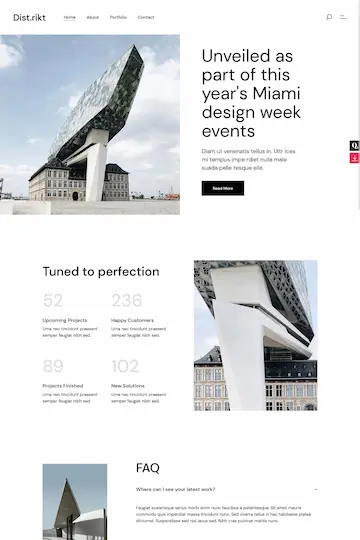 Dist.rikt
Home
About
Portfolio
Contact
Unveiled as
part of this
year's Miami
design week
events
Diam ut venenatis tellus in. Ultr ices
mi tempus impe rdiet nulla male
suada pelle tesque elle.
Read More
Tuned to perfection
52
236
Upcoming Projects
Happy Customers
Urna nec tincidunt praesent
semper feugiat nibh sed.
Urna nec tincidunt praesent
semper feugiat nibh sed.
89
102
Projects Finished
New Solutions
Urna nec tincidunt praesent
semper feugiat nibh sed.
Urna nec tincidunt praesent
semper feugiat nibh sed.
FAQ
Where can I see your latest work?
Feugiat scelerisque varius morbi enim nunc faucibus a pellentesque. Sit amet mauris
commodo quis imperdiet massa tincidunt nunc. Sed viverra tellus in hac habitasse platea
dictumst. Suspendisse sed nisi lacus sed. Nibh cras pulvinar mattis nunc.